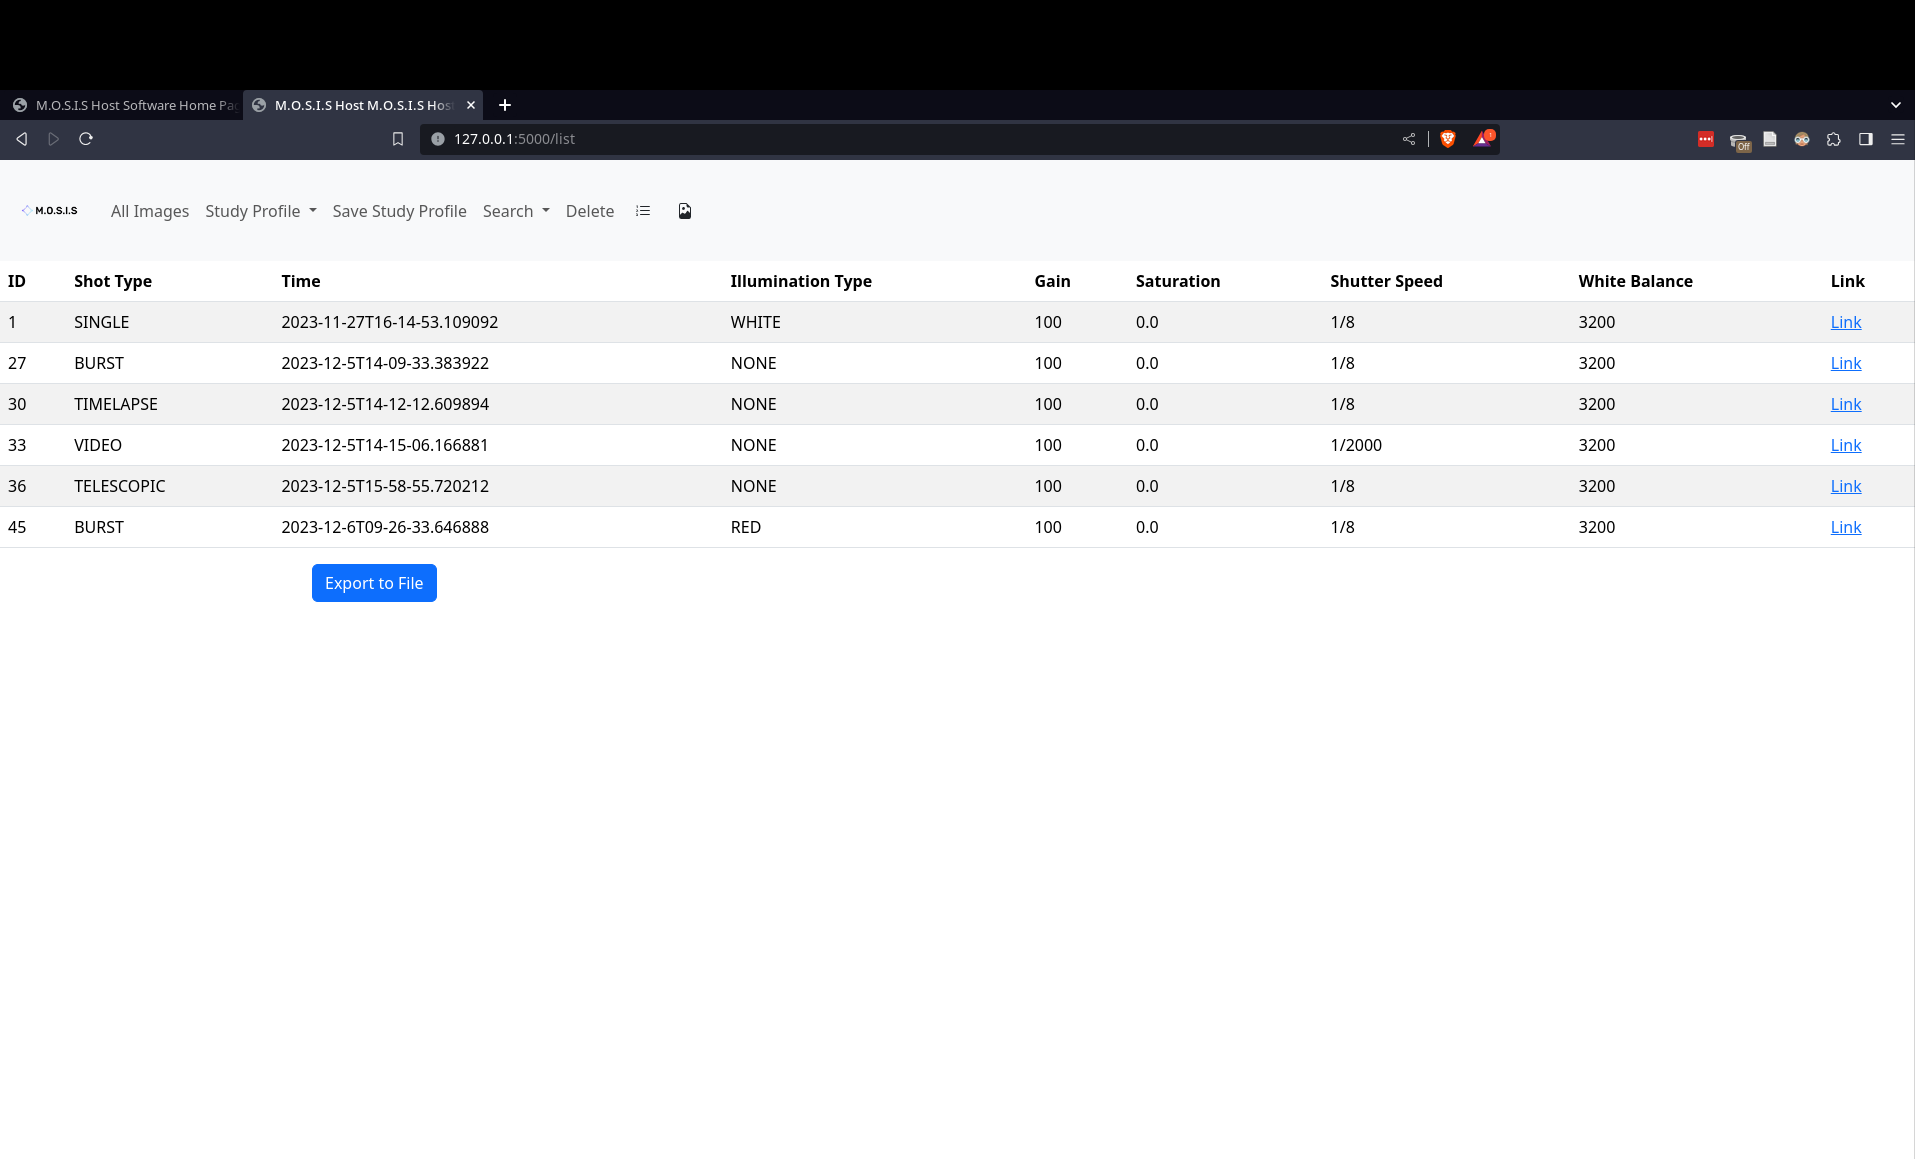 M.O.S.I.S Host Software Home Pag
M.O.S.I.S Host M.O.S.I.S Host
127.0.0.1:5000/list
Off
M.O.S.I.S All Images Study Profile Save Study Profile Search Delete
ID Shot Type Time Illumination Type Gain Saturation Shutter Speed White Balance Link
1 SINGLE 2023-11-27T16-14-53.109092 WHITE 100 0.0 1/8 3200 Link
27 BURST 2023-12-5T14-09-33.383922 NONE 100 0.0 1/8 3200 Link
30 TIMELAPSE 2023-12-5T14-12-12.609894 NONE 100 0.0 1/8 3200 Link
33 VIDEO 2023-12-5T14-15-06.166881 NONE 100 0.0 1/2000 3200 Link
36 TELESCOPIC 2023-12-5T15-58-55.720212 NONE 100 0.0 1/8 3200 Link
45 BURST 2023-12-6T09-26-33.646888 RED 100 0.0 1/8 3200 Link
Export to File